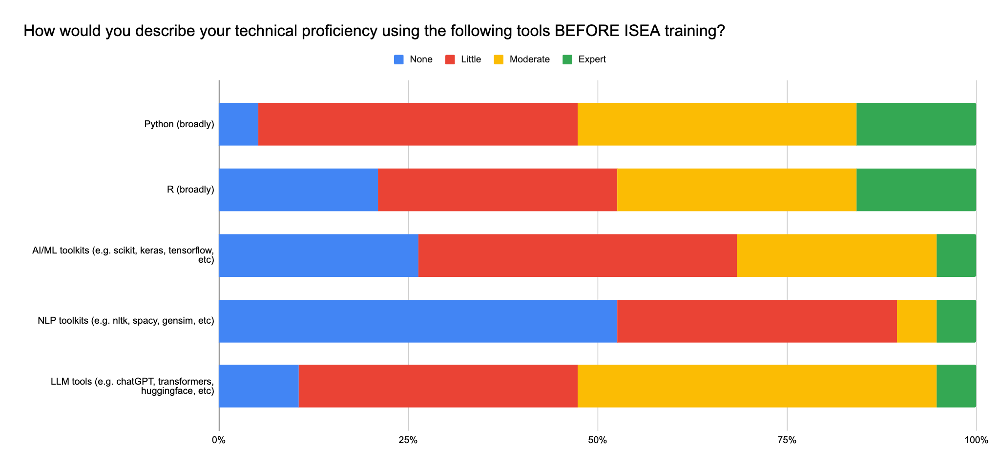 How would you describe your technical proficiency using the following tools BEFORE ISEA training?
None Little Moderate Expert
Python (broadly)
R (broadly)
AI/ML toolkits (e.g. scikit, keras, tensorflow,
etc)
NLP toolkits (e.g. nltk, spacy, gensim, etc)
LLM tools (e.g. chatGPT, transformers,
huggingface, etc)
0% 25% 50% 75% 100%